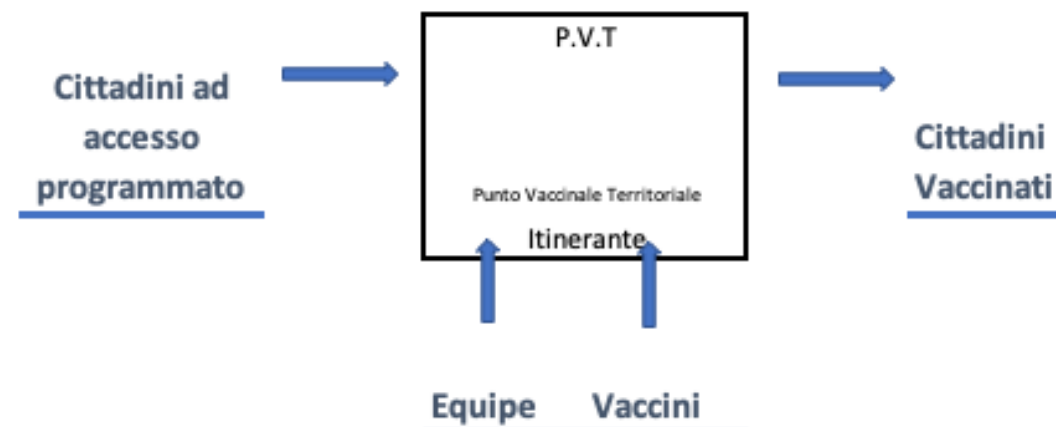 P.V.T
Cittadini ad
accesso
programmato
Punto Vaccinale Territoriale
Itinerante
Cittadini
Vaccinati
Equipe
Vaccini